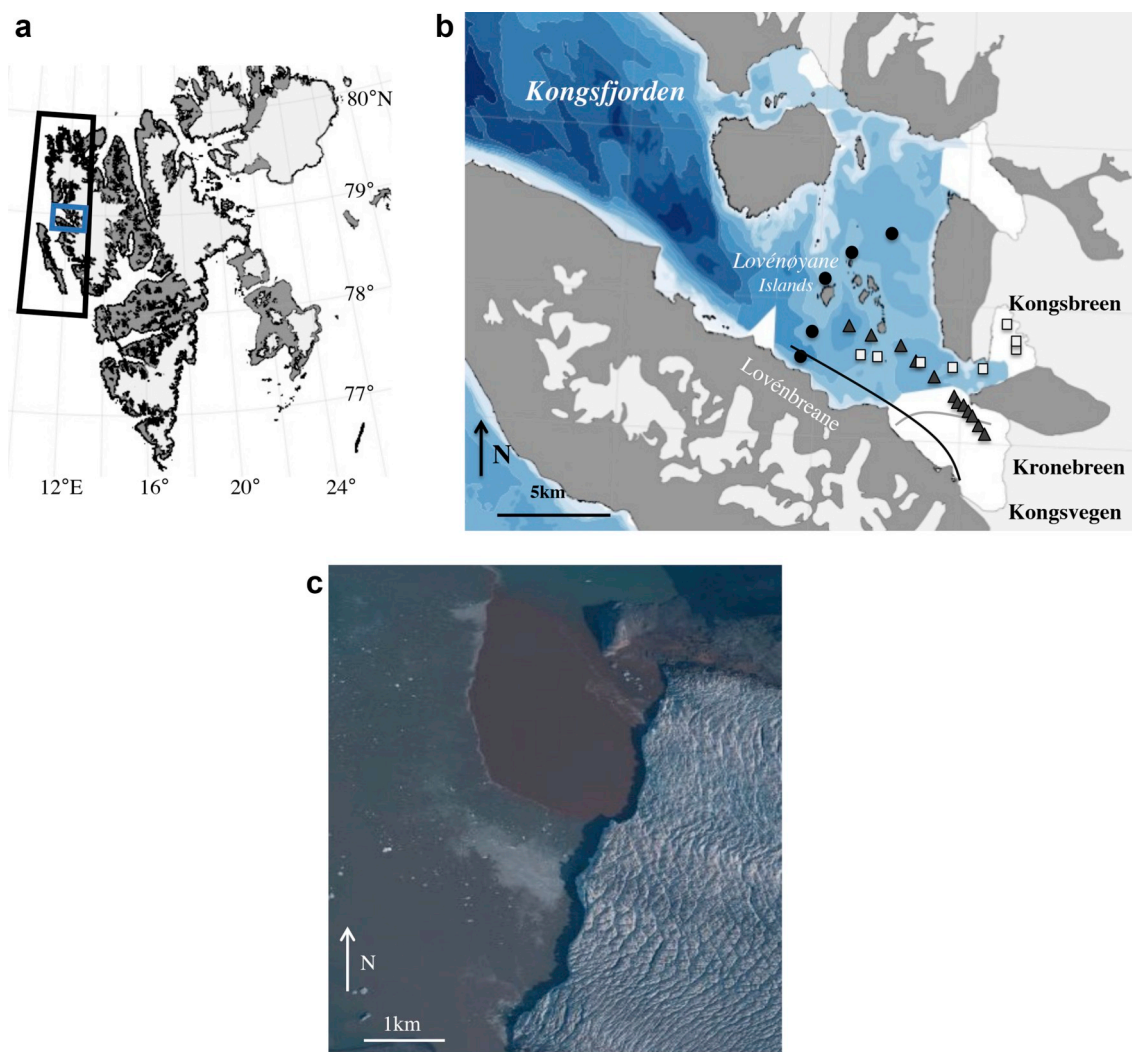 a
80°N
79°
78°
77°
12°E
16°
20°
24°
b
Kongsfjorden
Lovénøyane
Islands
Kongsbreen
Lovénbreane
N
5km
Kronebreen
Kongsvegen
c
N
1km